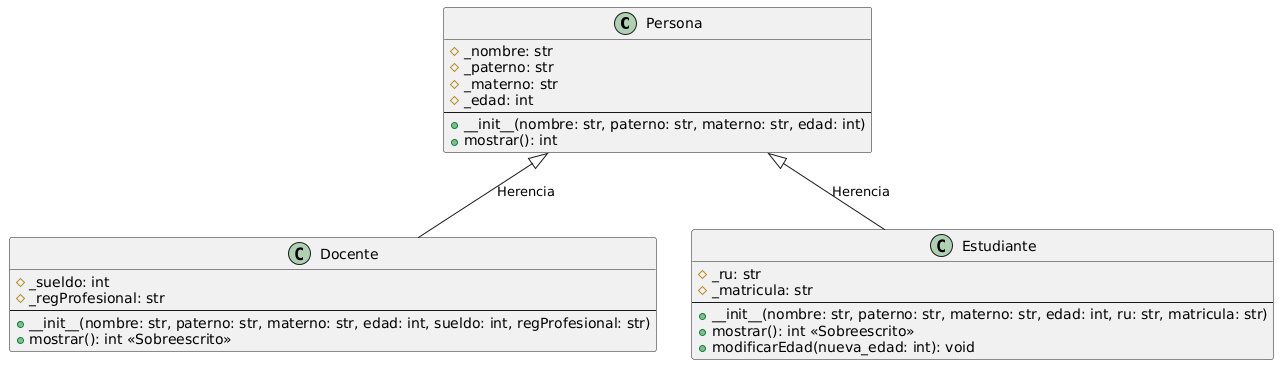 C Persona
_nombre: str
_paterno: str
_materno: str
_edad: int
__init__(nombre: str, paterno: str, materno: str, edad: int)
mostrar(): int
Herencia
Herencia
C Docente
_sueldo: int
_regProfesional: str
__init__(nombre: str, paterno: str, materno: str, edad: int, sueldo: int, regProfesional: str)
mostrar(): int «Sobreescrito»
C Estudiante
_ru: str
_matricula: str
__init__(nombre: str, paterno: str, materno: str, edad: int, ru: str, matricula: str)
mostrar(): int «Sobreescrito»
modificarEdad(nueva_edad: int): void